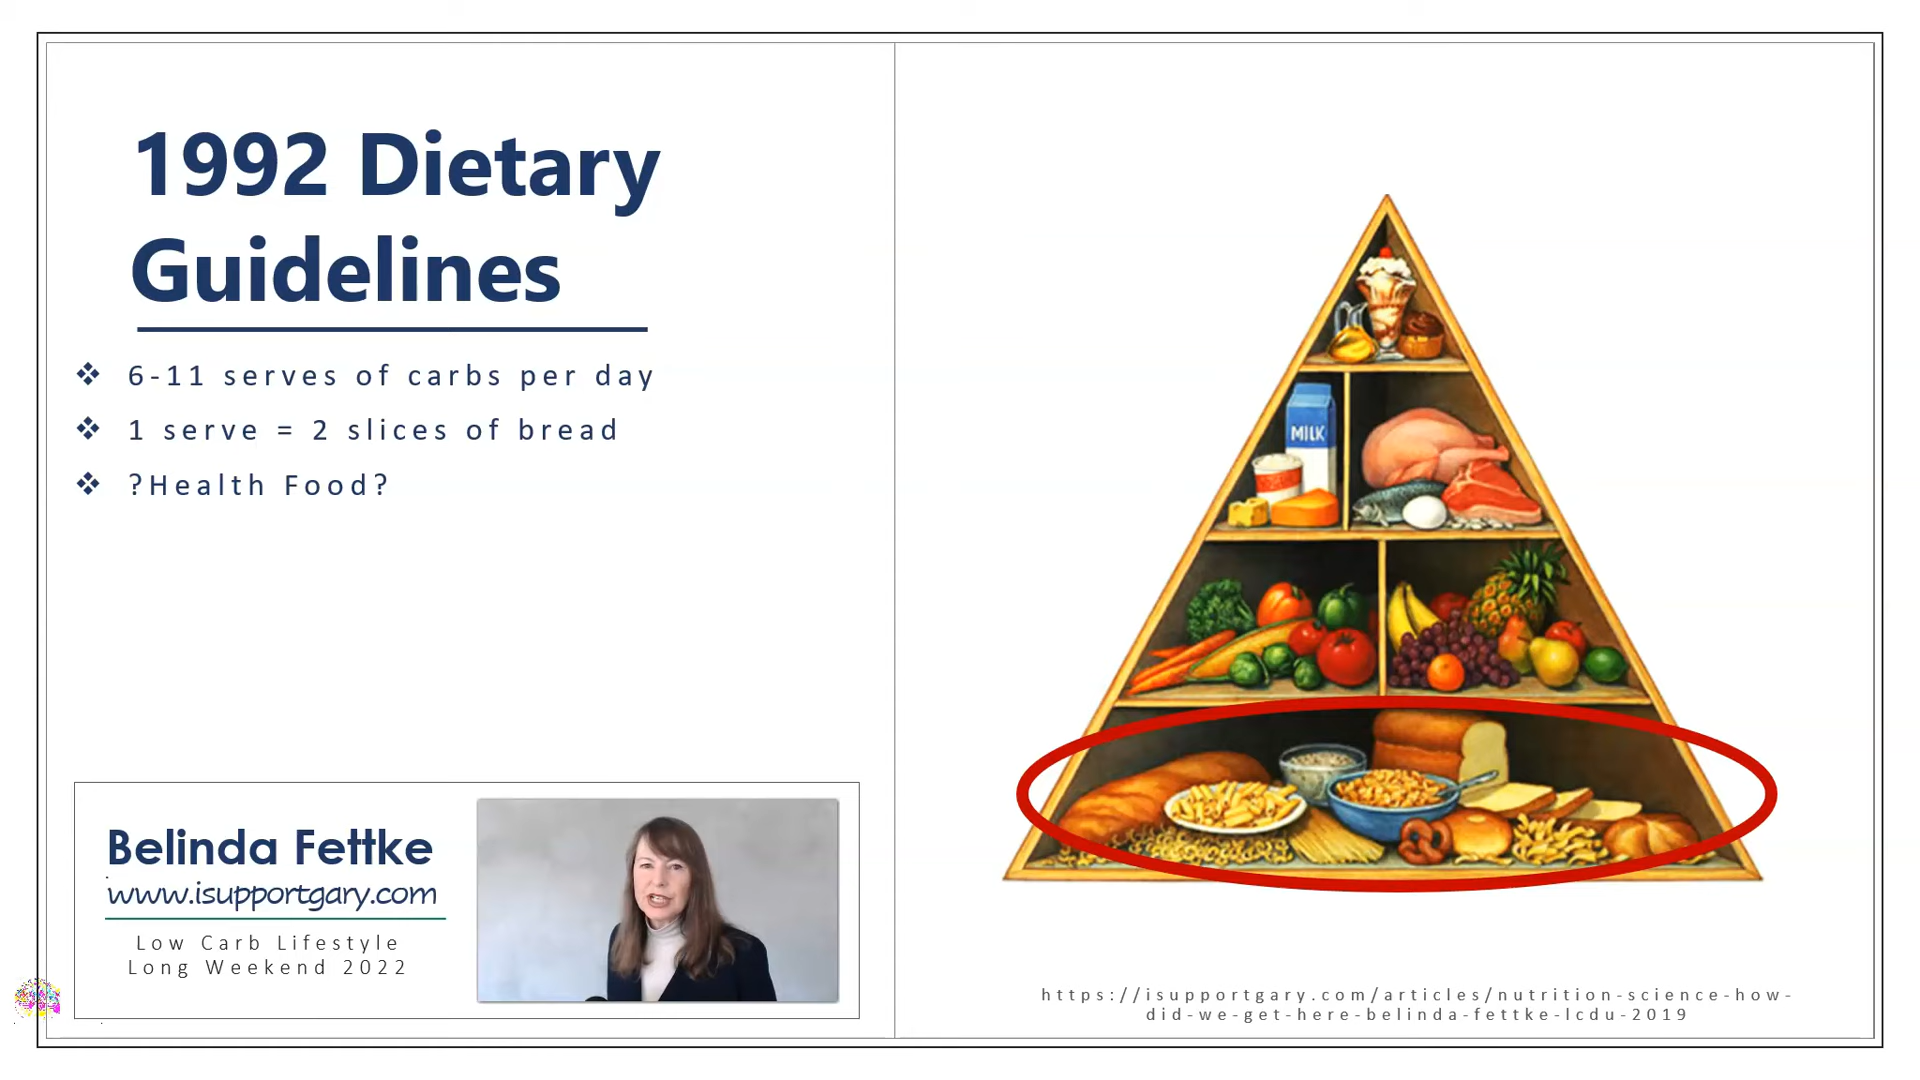 1992 Dietary
Guidelines
❖ 6-11 serves of carbs per day
❖ 1 serve = 2 slices of bread
❖ ?Health Food?
MILK
Belinda Fettke
www.isupportgary.com
Low Carb Lifestyle
Long Weekend 2022
https://isupportgary.com/articles/nutrition-science-how-
did-we-get-here-belinda-fettke-lcdu-2019